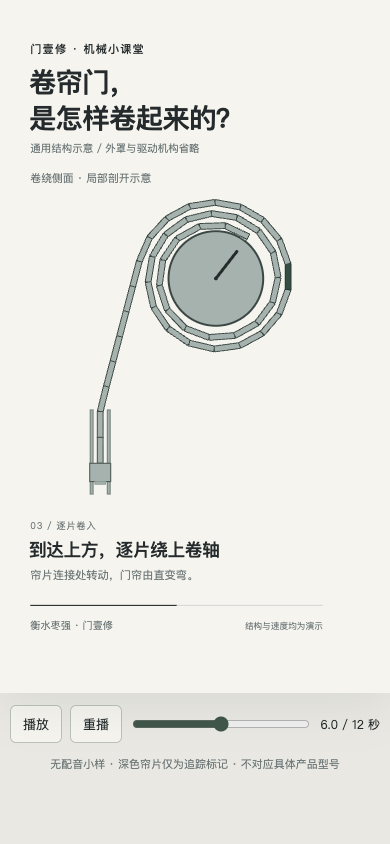 门壹修 · 机械小课堂
卷帘门，
是怎样卷起来的?
通用结构示意 / 外罩与驱动机构省略
卷绕侧面 · 局部剖开示意
03 / 逐片卷入
到达上方，逐片绕上卷轴
帘片连接处转动，门帘由直变弯。
衡水枣强 · 门壹修
结构与速度均为演示
播放
重播
6.0 / 12 秒
无配音小样 · 深色帘片仅为追踪标记 · 不对应具体产品型号